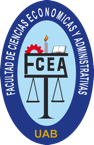 FACULTAD DE CIENCIAS ECONOMICAS Y ADMINISTRATIVAS
FCEA
UAB